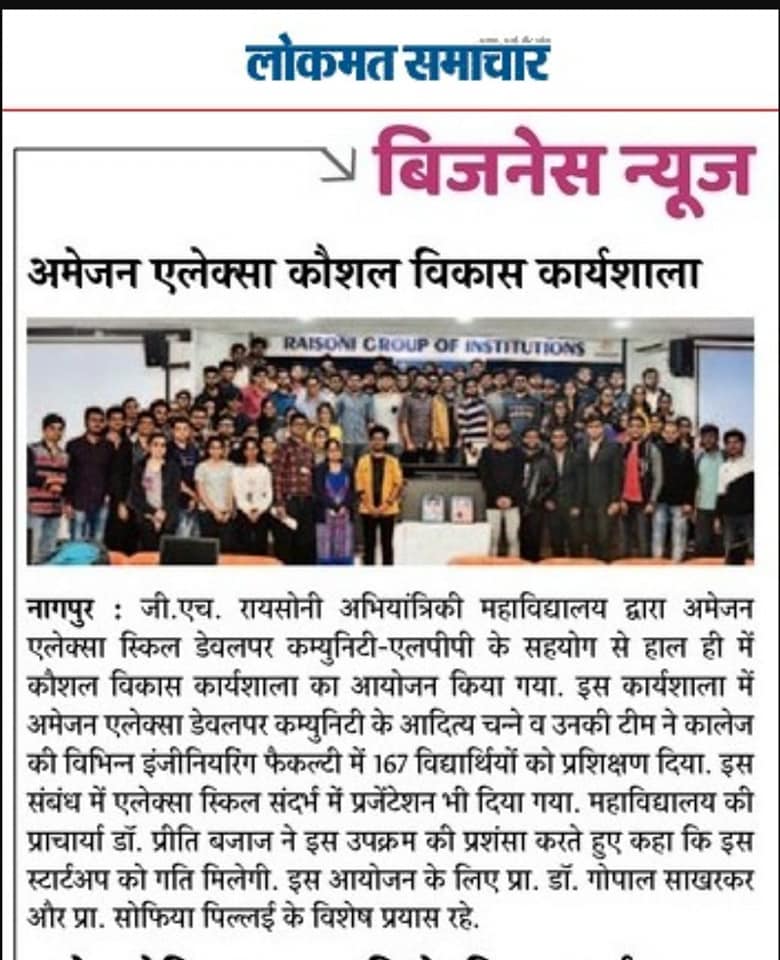 लोकमत समाचार
बिजनेस न्यूज
अमेजन एलेक्सा कौशल विकास कार्यशाला
RAISONI GROUP OF INSTITUTIONS
नागपुर : जी.एच. रायसोनी अभियांत्रिकी महाविद्यालय द्वारा अमेजन
एलेक्सा स्किल डेवलपर कम्युनिटी-एलपीपी के सहयोग से हाल ही में
कौशल विकास कार्यशाला का आयोजन किया गया. इस कार्यशाला में
अमेजन एलेक्सा डेवलपर कम्युनिटी के आदित्य चन्ने व उनकी टीम ने कालेज
की विभिन्न इंजीनियरिंग फैकल्टी में 167 विद्यार्थियों को प्रशिक्षण दिया. इस
संबंध में एलेक्सा स्किल संदर्भ में प्रजेंटेशन भी दिया गया. महाविद्यालय की
प्राचार्या डॉ. प्रीति बजाज ने इस उपक्रम की प्रशंसा करते हुए कहा कि इस
स्टार्टअप को गति मिलेगी. इस आयोजन के लिए प्रा. डॉ. गोपाल साखरकर
और प्रा. सोफिया पिल्लई के विशेष प्रयास रहे.